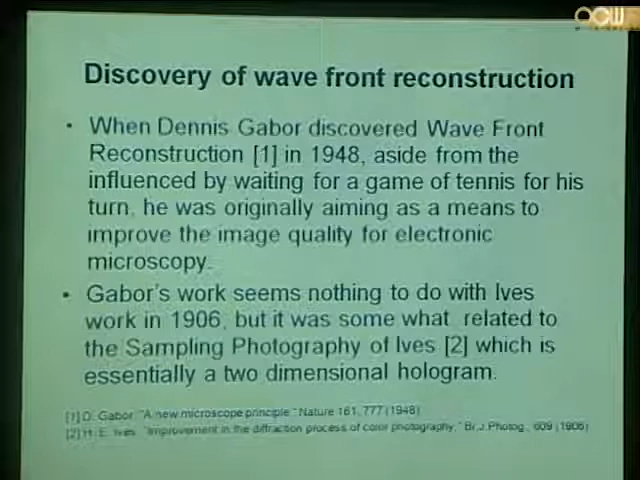 OCW
Discovery of wave front reconstruction
• When Dennis Gabor discovered Wave Front
Reconstruction [1] in 1948, aside from the
influenced by waiting for a game of tennis for his
turn, he was originally aiming as a means to
improve the image quality for electronic
microscopy.
• Gabor's work seems nothing to do with Ives
work in 1906, but it was some what related to
the Sampling Photography of Ives [2] which is
essentially a two dimensional hologram.
[1] D. Gabor, "A new microscope principle." Nature 161, 777 (1948)
[2] H. E. Ives, "Improvement in the diffraction process of color photography," Br.J.Photog., 609 (1906)